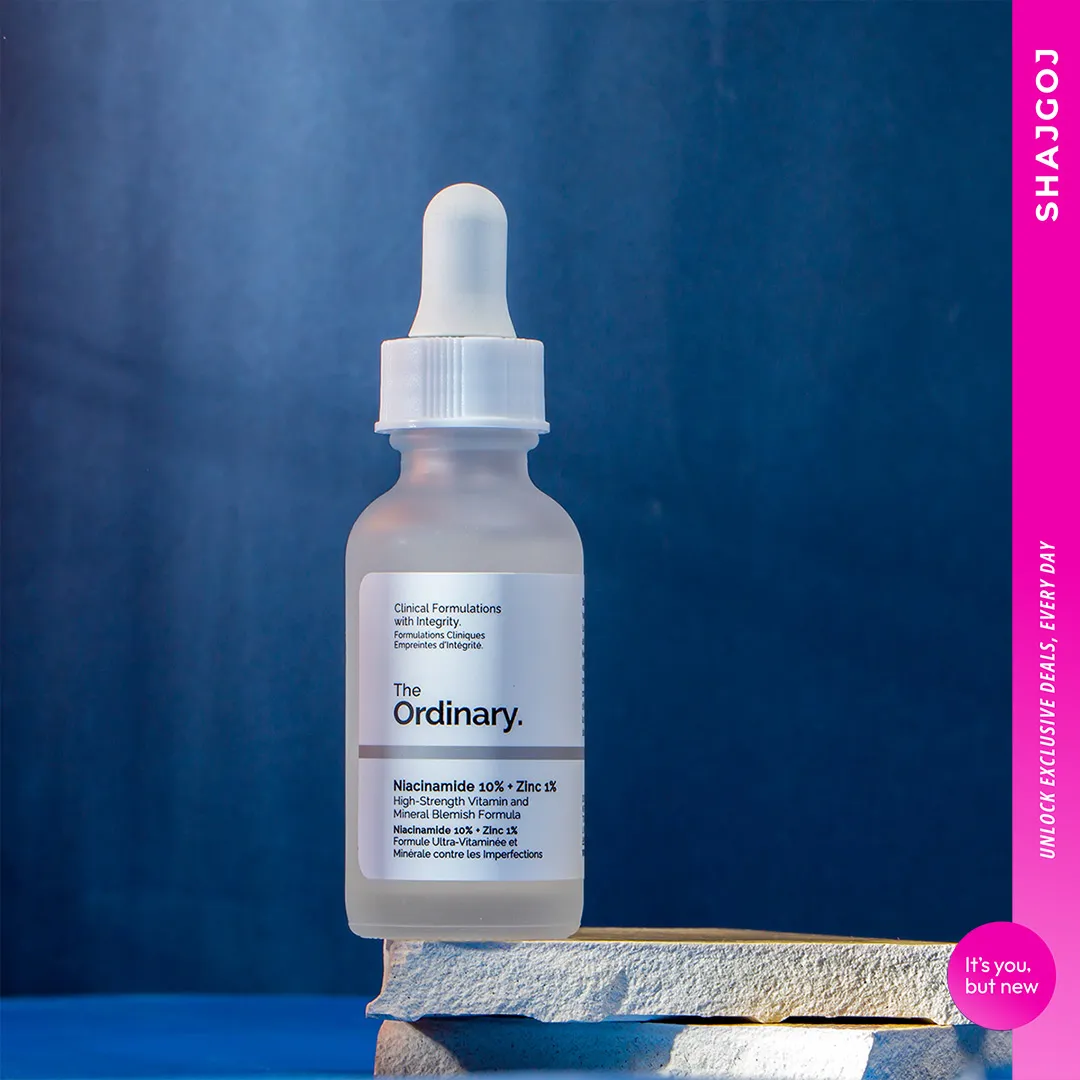 Clinical Formulations
with Integrity.
Formulations Cliniques
Empreintes d'Intégrité.
The
Ordinary.
Niacinamide 10% + Zinc 1%
High-Strength Vitamin and
Mineral Blemish Formula
Niacinamide 10% + Zinc 1%
Formule Ultra-Vitaminée et
Minérale contre les Imperfections
SHAJGOJ
UNLOCK EXCLUSIVE DEALS, EVERY DAY
It's you,
but new